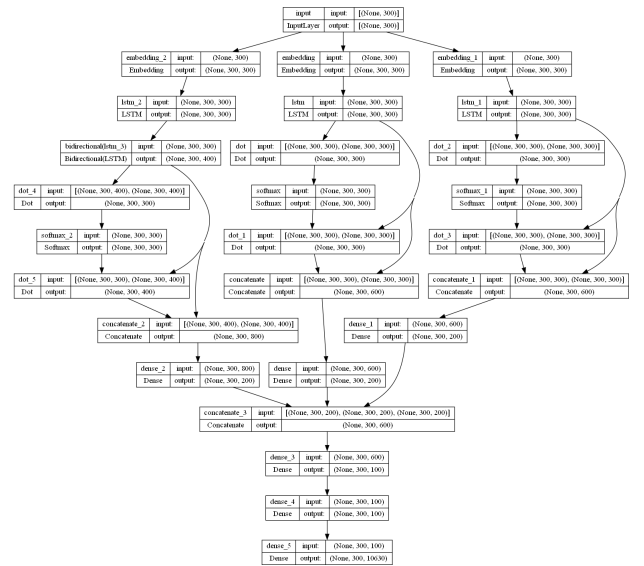 input input: [(None, 300)]
InputLayer output: [(None, 300)]
embedding_2 input: (None, 300)
Embedding output: (None, 300, 300)
embedding input: (None, 300)
Embedding output: (None, 300, 300)
embedding_1 input: (None, 300)
Embedding output: (None, 300, 300)
lstm_2 input: (None, 300, 300)
LSTM output: (None, 300, 300)
lstm input: (None, 300, 300)
LSTM output: (None, 300, 300)
lstm_1 input: (None, 300, 300)
LSTM output: (None, 300, 300)
bidirectional(lstm_3) input: (None, 300, 300)
Bidirectional(LSTM) output: (None, 300, 400)
dot input: [(None, 300, 300), (None, 300, 300)]
Dot output: (None, 300, 300)
dot_2 input: [(None, 300, 300), (None, 300, 300)]
Dot output: (None, 300, 300)
dot_4 input: [(None, 300, 400), (None, 300, 400)]
Dot output: (None, 300, 300)
softmax input: (None, 300, 300)
Softmax output: (None, 300, 300)
softmax_1 input: (None, 300, 300)
Softmax output: (None, 300, 300)
softmax_2 input: (None, 300, 300)
Softmax output: (None, 300, 300)
dot_1 input: [(None, 300, 300), (None, 300, 300)]
Dot output: (None, 300, 300)
dot_3 input: [(None, 300, 300), (None, 300, 300)]
Dot output: (None, 300, 300)
dot_5 input: [(None, 300, 300), (None, 300, 400)]
Dot output: (None, 300, 400)
concatenate input: [(None, 300, 300), (None, 300, 300)]
Concatenate output: (None, 300, 600)
concatenate_1 input: [(None, 300, 300), (None, 300, 300)]
Concatenate output: (None, 300, 600)
concatenate_2 input: [(None, 300, 400), (None, 300, 400)]
Concatenate output: (None, 300, 800)
dense_1 input: (None, 300, 600)
Dense output: (None, 300, 200)
dense_2 input: (None, 300, 800)
Dense output: (None, 300, 200)
dense input: (None, 300, 600)
Dense output: (None, 300, 200)
concatenate_3 input: [(None, 300, 200), (None, 300, 200), (None, 300, 200)]
Concatenate output: (None, 300, 600)
dense_3 input: (None, 300, 600)
Dense output: (None, 300, 100)
dense_4 input: (None, 300, 100)
Dense output: (None, 300, 100)
dense_5 input: (None, 300, 100)
Dense output: (None, 300, 10630)